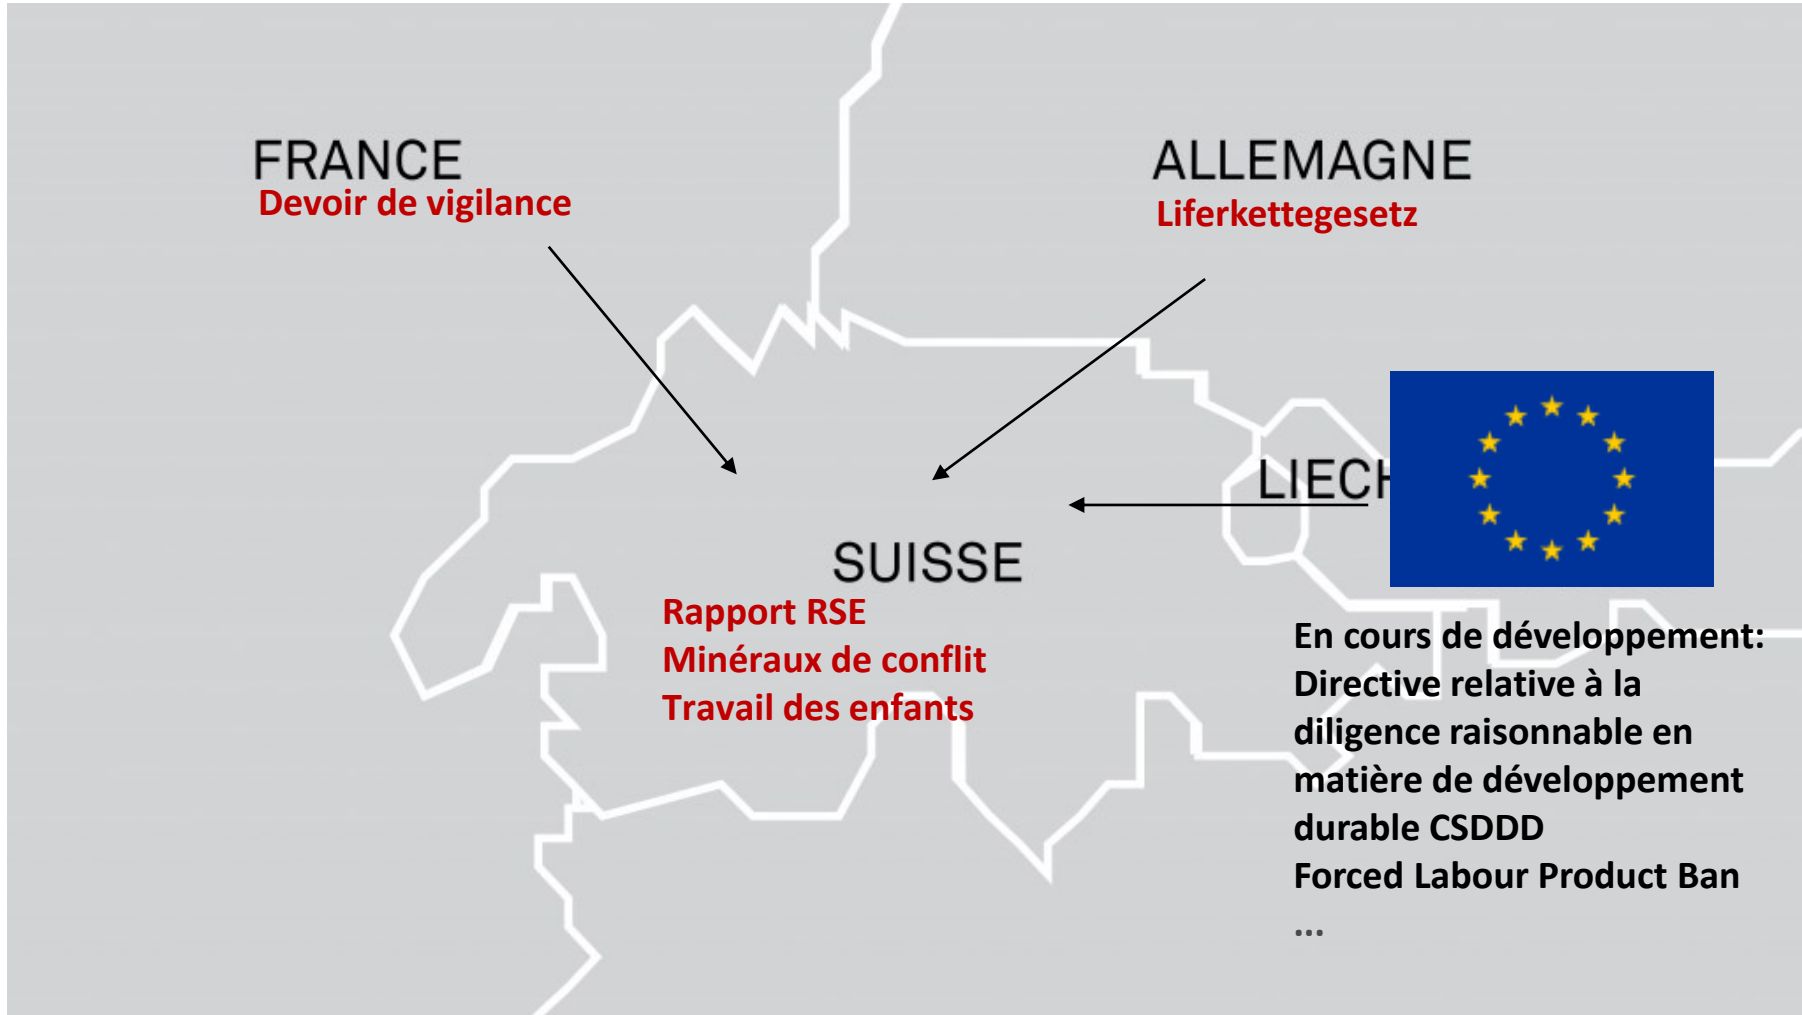 FRANCE
Devoir de vigilance
ALLEMAGNE
Liferkettegesetz
LIECH
SUISSE
Rapport RSE
Minéraux de conflit
Travail des enfants
En cours de développement:
Directive relative à la
diligence raisonnable en
matière de développement
durable CSDDD
Forced Labour Product Ban
...